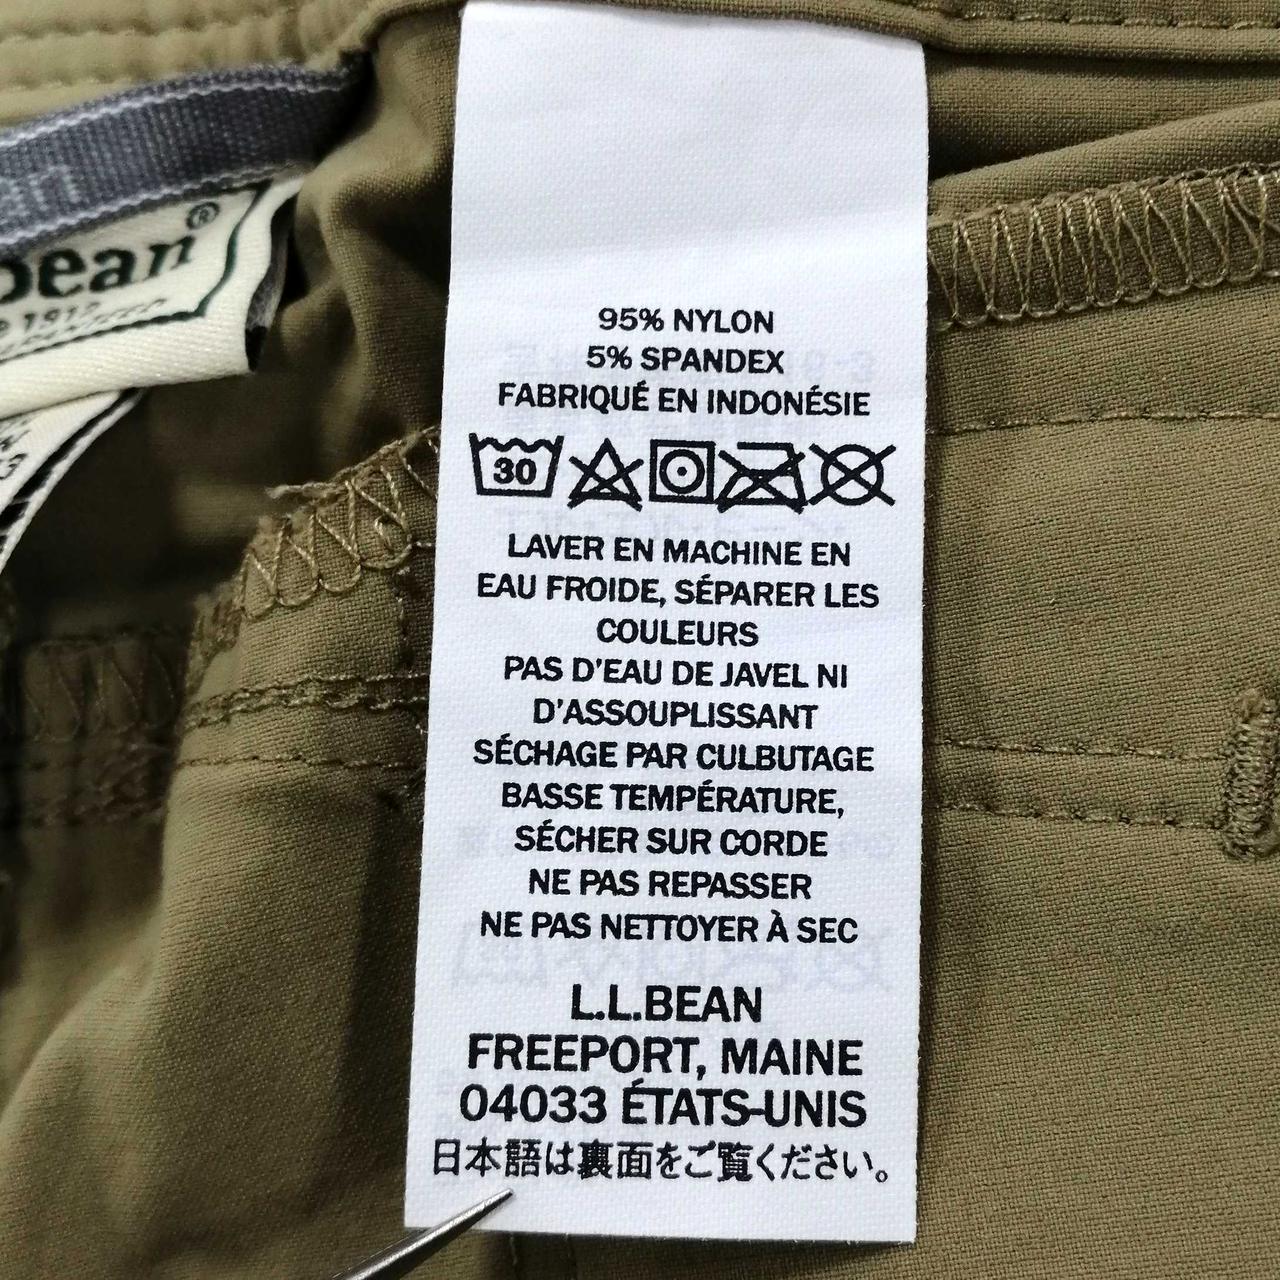 Bean®
1912
95% NYLON
5% SPANDEX
FABRIQUÉ EN INDONÉSIE
30
LAVER EN MACHINE EN
EAU FROIDE, SÉPARER LES
COULEURS
PAS D'EAU DE JAVEL NI
D'ASSOUPLISSANT
SÉCHAGE PAR CULBUTAGE
BASSE TEMPÉRATURE,
SÉCHER SUR CORDE
NE PAS REPASSER
NE PAS NETTOYER À SEC
L.L.BEAN
FREEPORT, MAINE
04033 ÉTATS-UNIS
日本語は裏面をご覧ください。